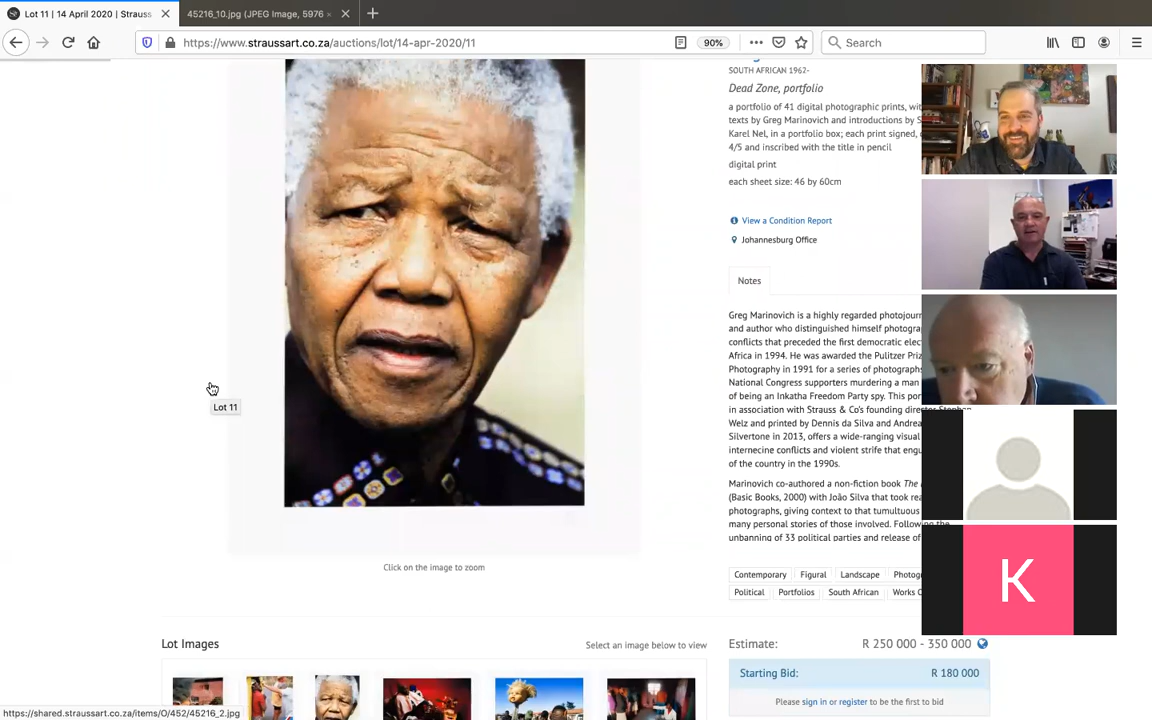 Lot 11 | 14 April 2020 | Strauss
45216_10.jpg (JPEG Image, 5976 ×
https://www.straussart.co.za/auctions/lot/14-apr-2020/11
90%
Search
SOUTH AFRICAN 1962-
Dead Zone, portfolio
a portfolio of 41 digital photographic prints, wit
texts by Greg Marinovich and introductions by S
Karel Nel, in a portfolio box; each print signed,
4/5 and inscribed with the title in pencil
digital print
each sheet size: 46 by 60cm
View a Condition Report
Johannesburg Office
Notes
Greg Marinovich is a highly regarded photojourn
and author who distinguished himself photogra
conflicts that preceded the first democratic elec
Africa in 1994. He was awarded the Pulitzer Priz
Photography in 1991 for a series of photographs
National Congress supporters murdering a man
of being an Inkatha Freedom Party spy. This por
in association with Strauss & Co's founding director Stephen
Welz and printed by Dennis da Silva and Andrea
Silvertone in 2013, offers a wide-ranging visual
internecine conflicts and violent strife that engu
of the country in the 1990s.
Marinovich co-authored a non-fiction book The
(Basic Books, 2000) with João Silva that took rea
photographs, giving context to that tumultuous
many personal stories of those involved. Following the
unbanning of 33 political parties and release of
Contemporary Figural Landscape Photog
Political Portfolios South African Works
Lot 11
Click on the image to zoom
Lot Images
Select an image below to view
Estimate: R 250 000 - 350 000
Starting Bid: R 180 000
Please sign in or register to be the first to bid
K
https://shared.straussart.co.za/items/O/452/45216_2.jpg